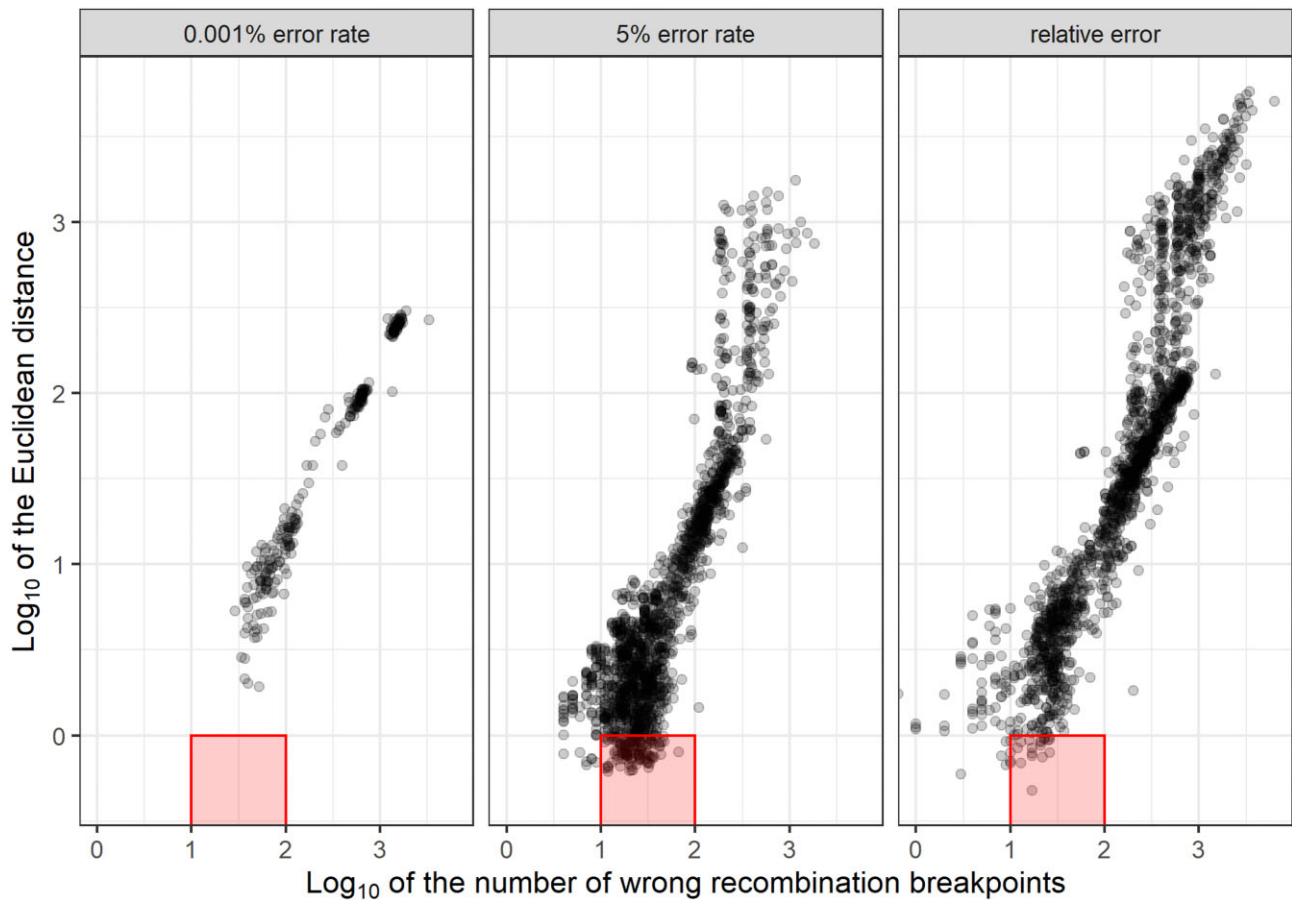 0.001% error rate 5% error rate relative error
Log₁₀ of the Euclidean distance
3
2
1
0
0 1 2 3 0 1 2 3 0 1 2 3
Log₁₀ of the number of wrong recombination breakpoints